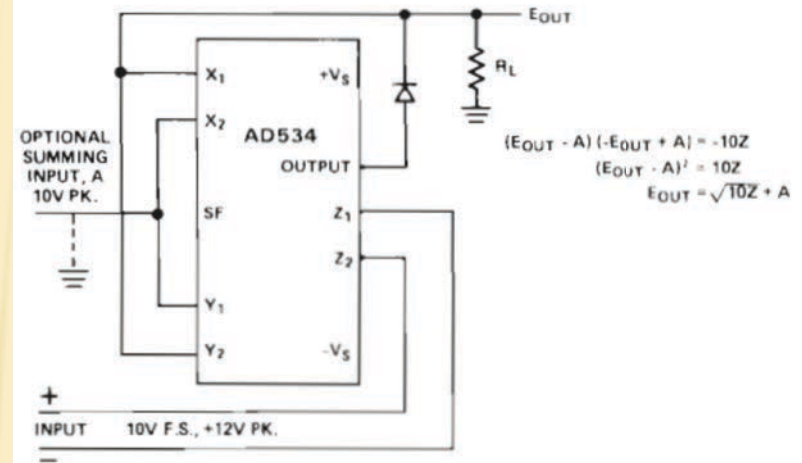 EOUT
X1
+VS
RL
X2
AD534
OPTIONAL
SUMMING
INPUT, A
10V PK.
OUTPUT
(EOUT - A) (-EOUT + A) = -10Z
(EOUT - A)² = 10Z
EOUT = √10Z + A
SF
Z1
Z2
Y1
Y2
-VS
+
INPUT 10V F.S., +12V PK.
−